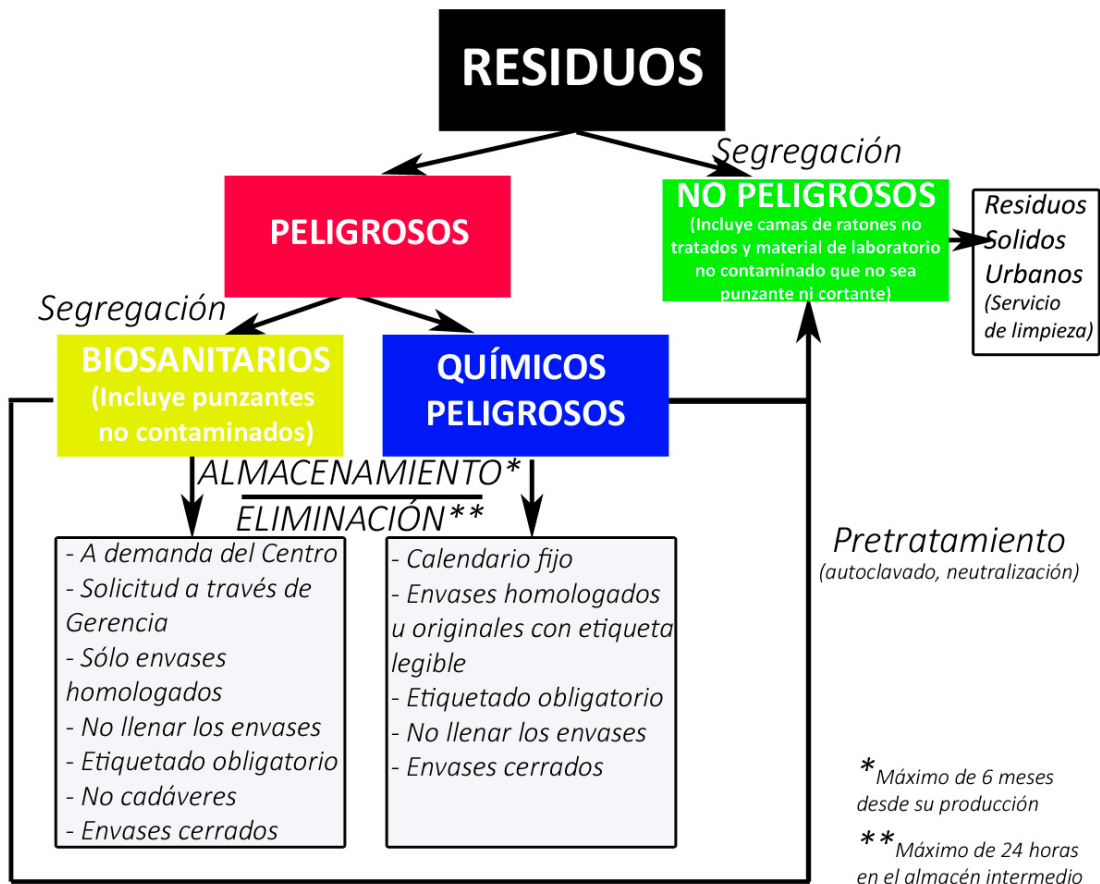 RESIDUOS
Segregación
PELIGROSOS
NO PELIGROSOS
(Incluye camas de ratones no
tratados y material de laboratorio
no contaminado que no sea
punzante ni cortante)
Residuos
Solidos
Urbanos
(Servicio
de limpieza)
Segregación
BIOSANITARIOS
(Incluye punzantes
no contaminados)
QUÍMICOS
PELIGROSOS
ALMACENAMIENTO*
ELIMINACIÓN**
- A demanda del Centro
- Solicitud a través de
Gerencia
- Sólo envases
homologados
- No llenar los envases
- Etiquetado obligatorio
- No cadáveres
- Envases cerrados
- Calendario fijo
- Envases homologados
u originales con etiqueta
legible
- Etiquetado obligatorio
- No llenar los envases
- Envases cerrados
Pretratamiento
(autoclavado, neutralización)
*Máximo de 6 meses
desde su producción
**Máximo de 24 horas
en el almacén intermedio